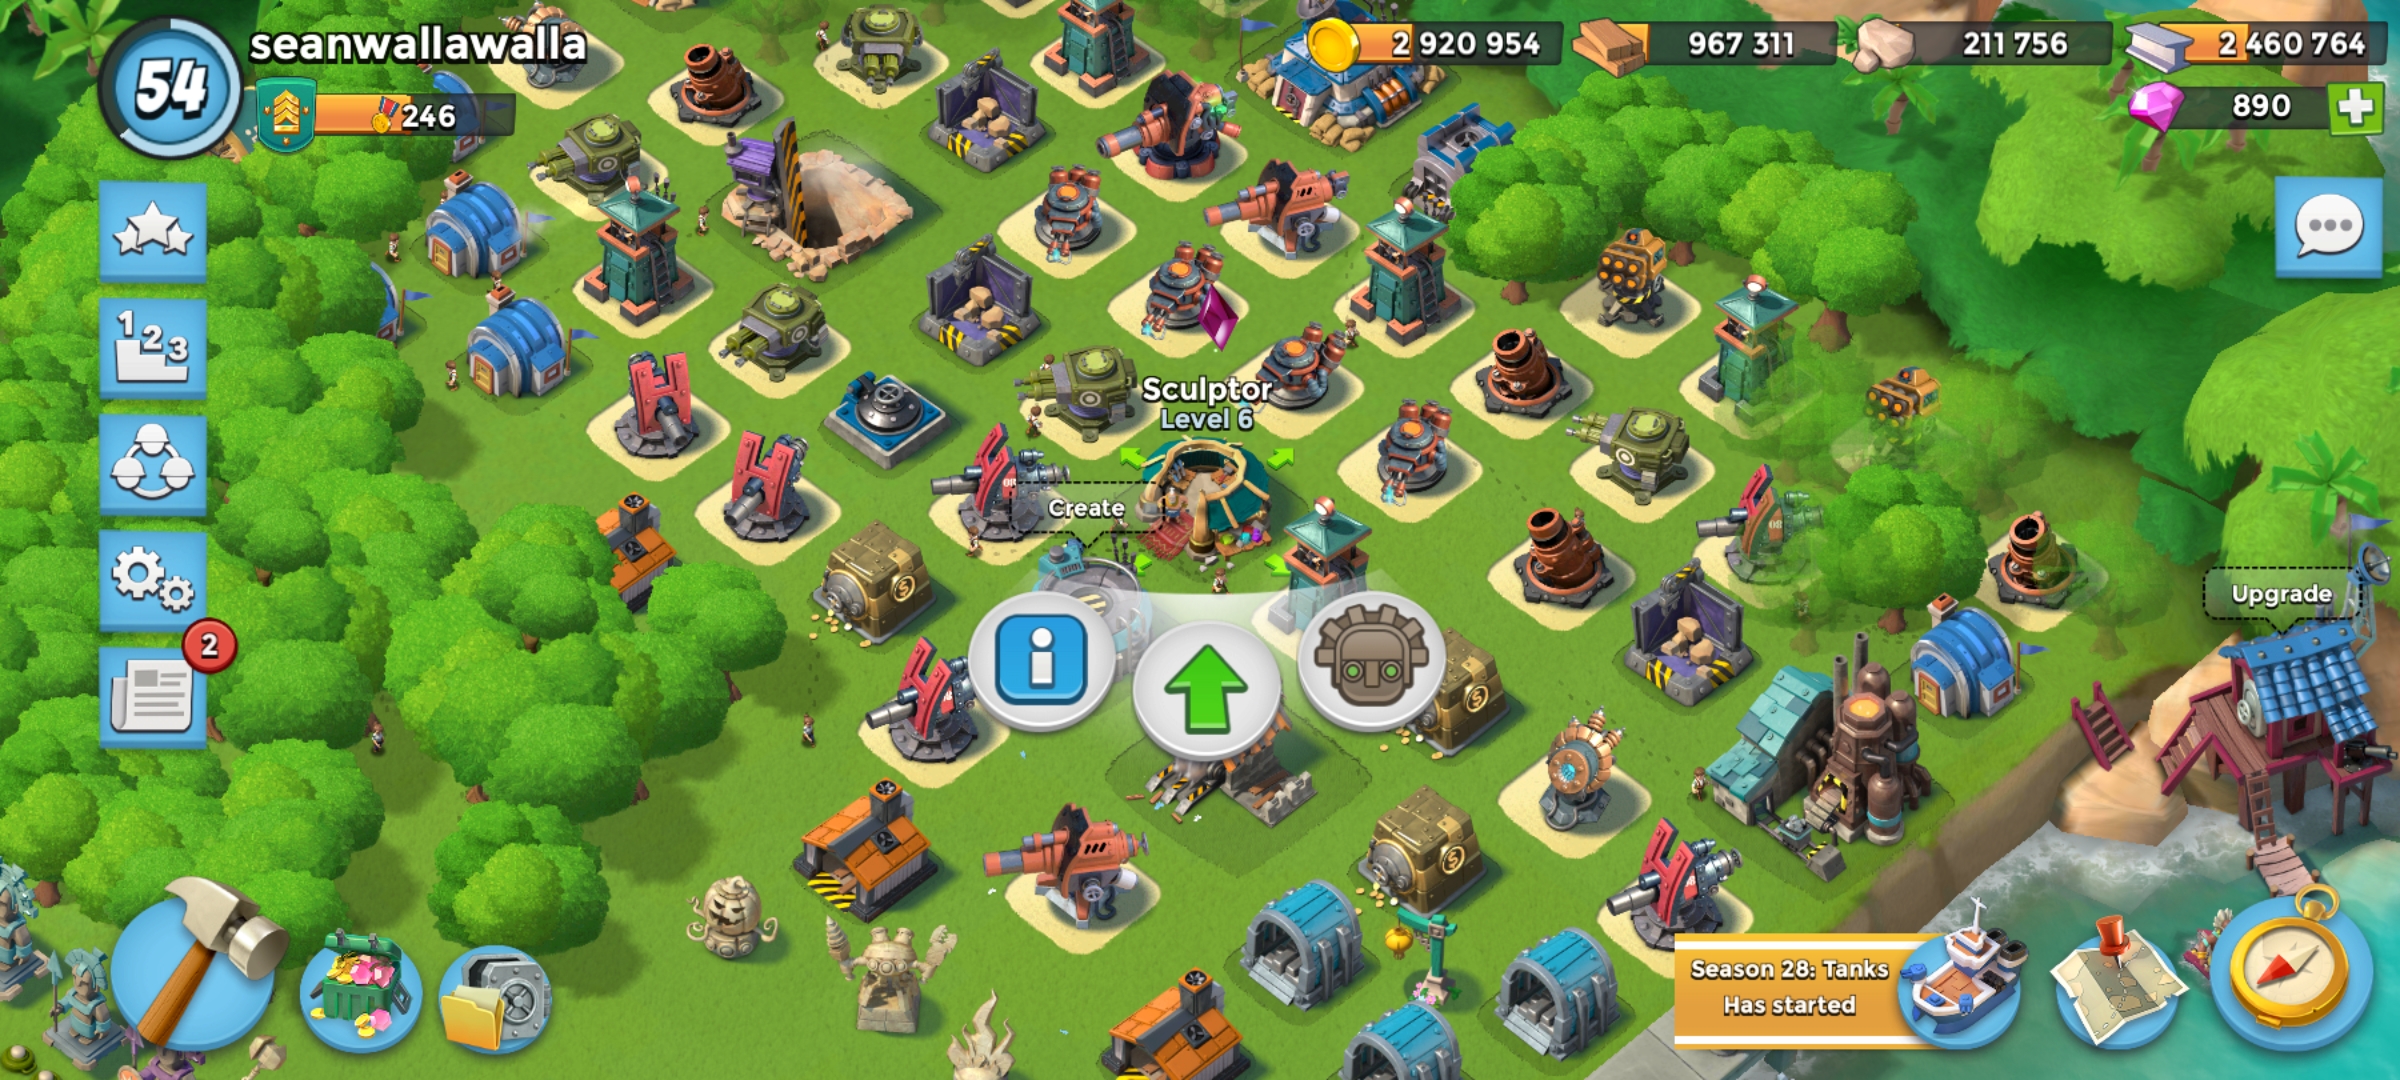 54
seanwallawalla
246
2 920 954
967 311
211 756
2 460 764
890
123
Sculptor
Level 6
Create
Upgrade
2
Season 28: Tanks
Has started